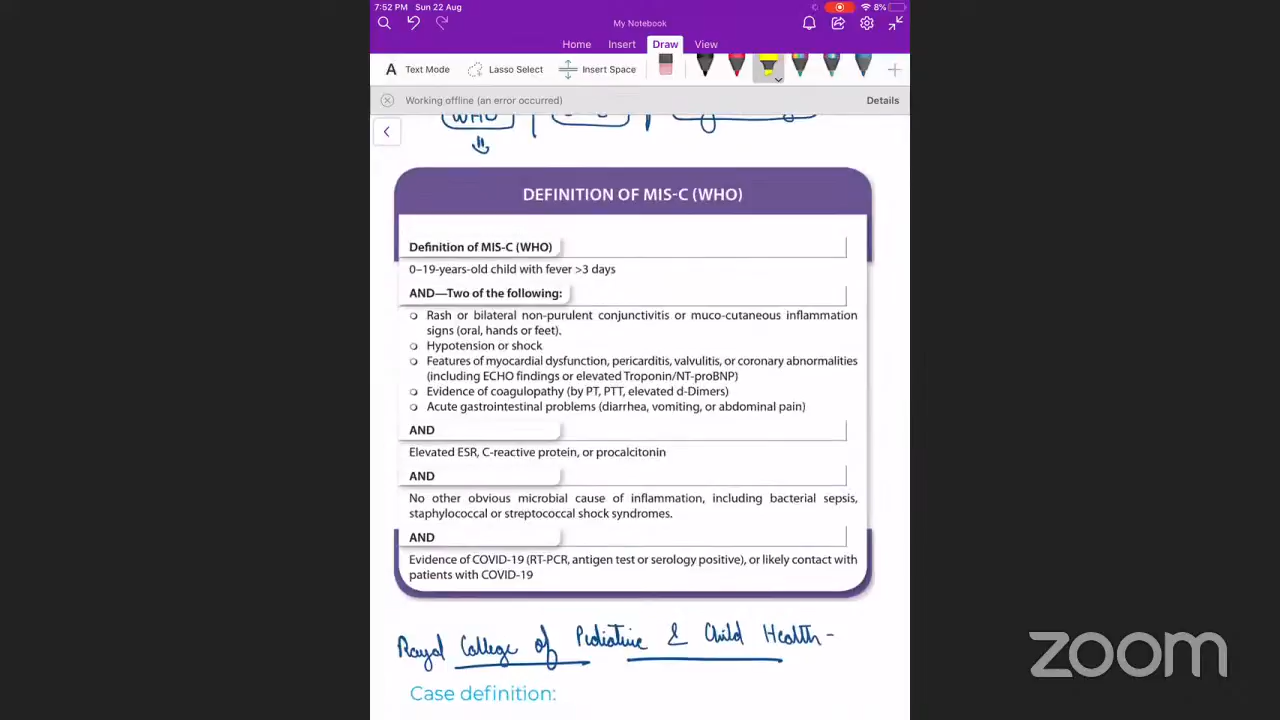 7:52 PM Sun 22 Aug
8%
My Notebook
Home Insert Draw View
A Text Mode Lasso Select Insert Space
Working offline (an error occurred) Details
WHO
DEFINITION OF MIS-C (WHO)
Definition of MIS-C (WHO)
0–19-years-old child with fever >3 days
AND—Two of the following:
Rash or bilateral non-purulent conjunctivitis or muco-cutaneous inflammation
signs (oral, hands or feet).
Hypotension or shock
Features of myocardial dysfunction, pericarditis, valvulitis, or coronary abnormalities
(including ECHO findings or elevated Troponin/NT-proBNP)
Evidence of coagulopathy (by PT, PTT, elevated d-Dimers)
Acute gastrointestinal problems (diarrhea, vomiting, or abdominal pain)
AND
Elevated ESR, C-reactive protein, or procalcitonin
AND
No other obvious microbial cause of inflammation, including bacterial sepsis,
staphylococcal or streptococcal shock syndromes.
AND
Evidence of COVID-19 (RT-PCR, antigen test or serology positive), or likely contact with
patients with COVID-19
Royal College of & Child Health -
Case definition:
zoom